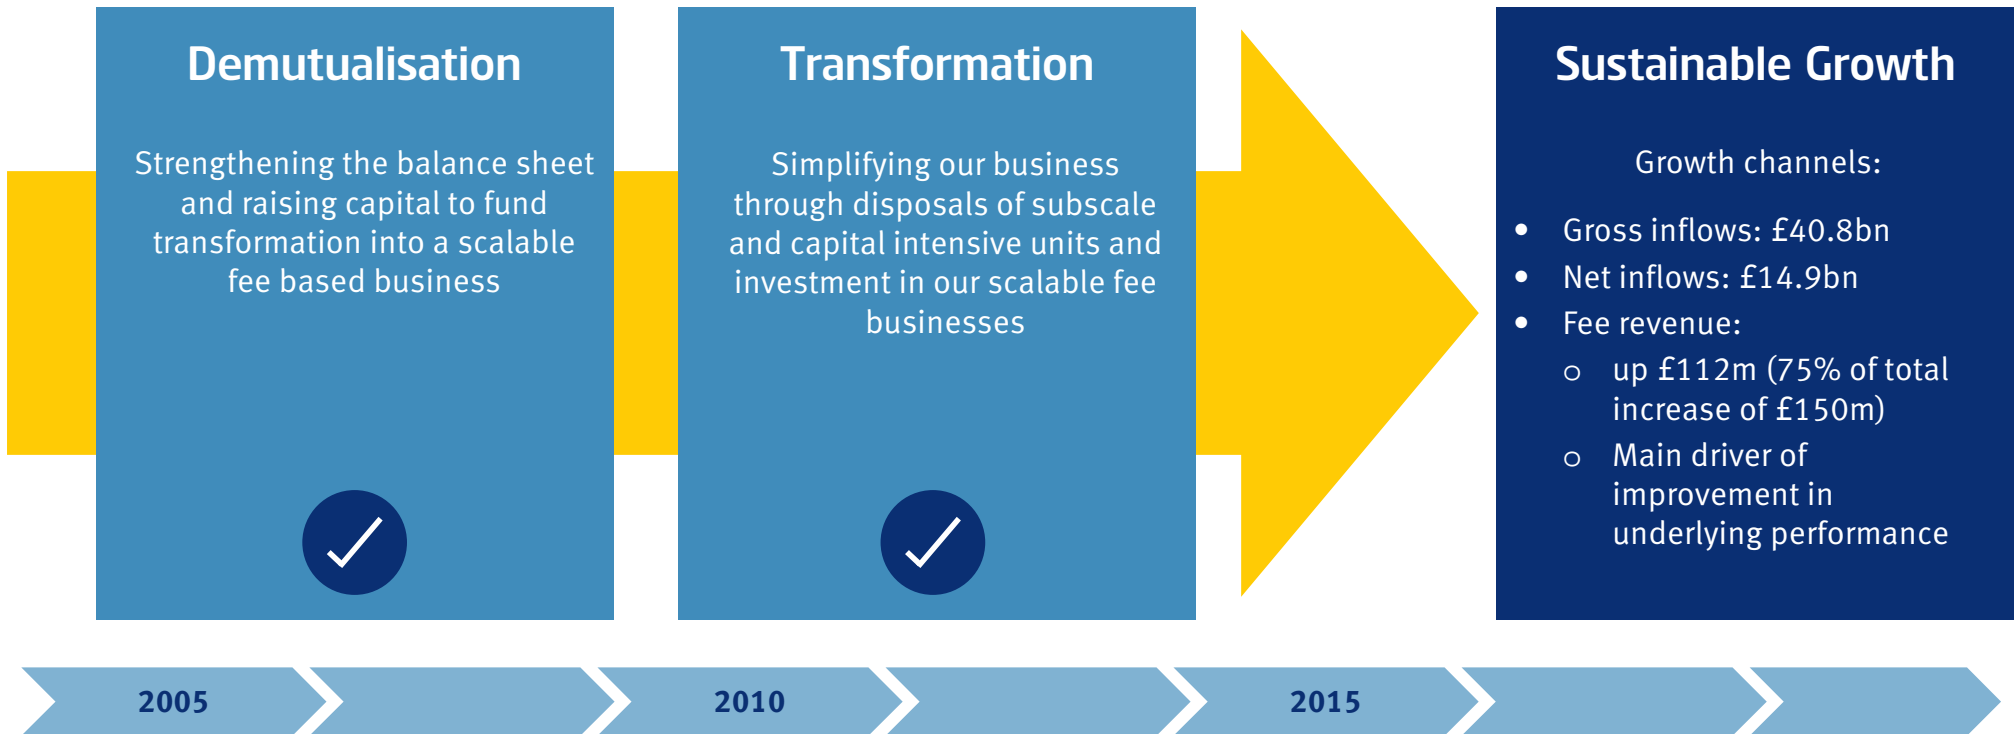 Demutualisation
Strengthening the balance sheet
and raising capital to fund
transformation into a scalable
fee based business
Transformation
Simplifying our business
through disposals of subscale
and capital intensive units and
investment in our scalable fee
businesses
Sustainable Growth
Growth channels:
• Gross inflows: £40.8bn
• Net inflows: £14.9bn
• Fee revenue:
o up £112m (75% of total
increase of £150m)
o Main driver of
improvement in
underlying performance
2005
2010
2015